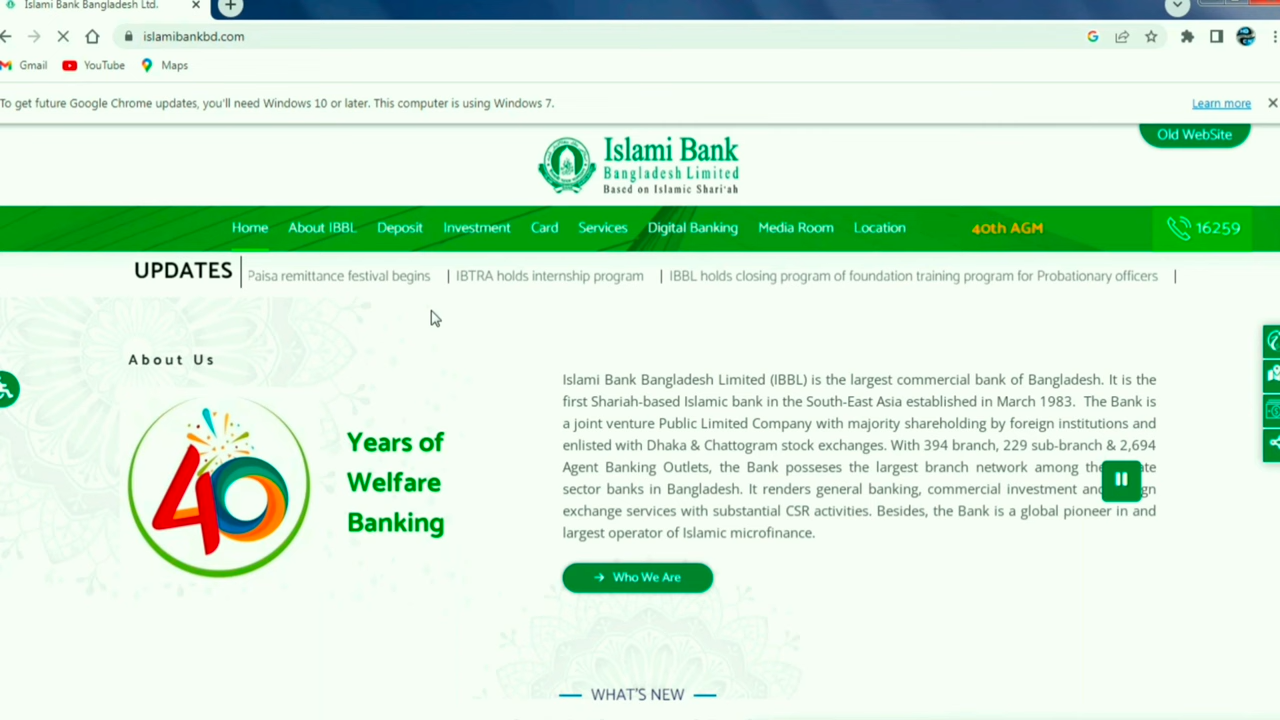 Islami Bank Bangladesh Ltd.
islamibankbd.com
Gmail YouTube Maps
To get future Google Chrome updates, you'll need Windows 10 or later. This computer is using Windows 7. Learn more
Old WebSite
Islami Bank
Bangladesh Limited
Based on Islamic Shari'ah
Home About IBBL Deposit Investment Card Services Digital Banking Media Room Location 40th AGM 16259
UPDATES Paisa remittance festival begins | IBTRA holds internship program | IBBL holds closing program of foundation training program for Probationary officers |
About Us
40
Years of
Welfare
Banking
Islami Bank Bangladesh Limited (IBBL) is the largest commercial bank of Bangladesh. It is the
first Shariah-based Islamic bank in the South-East Asia established in March 1983. The Bank is
a joint venture Public Limited Company with majority shareholding by foreign institutions and
enlisted with Dhaka & Chattogram stock exchanges. With 394 branch, 229 sub-branch & 2,694
Agent Banking Outlets, the Bank posseses the largest branch network among the
sector banks in Bangladesh. It renders general banking, commercial investment and
exchange services with substantial CSR activities. Besides, the Bank is a global pioneer in and
largest operator of Islamic microfinance.
→ Who We Are
WHAT'S NEW